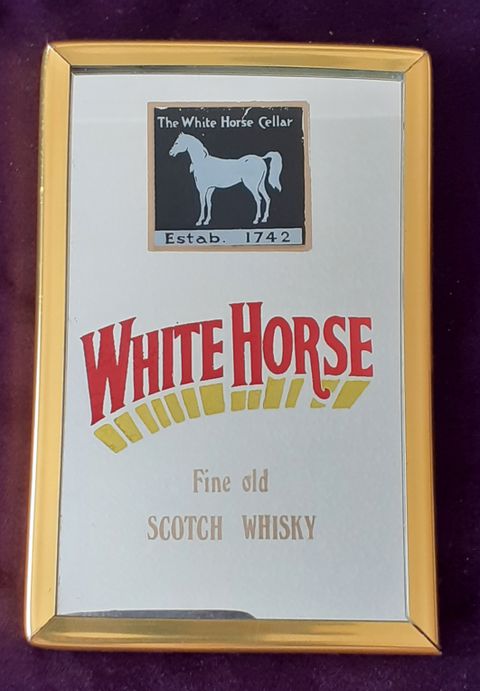 The White Horse Cellar
Estab. 1742
WHITE HORSE
Fine old
SCOTCH WHISKY